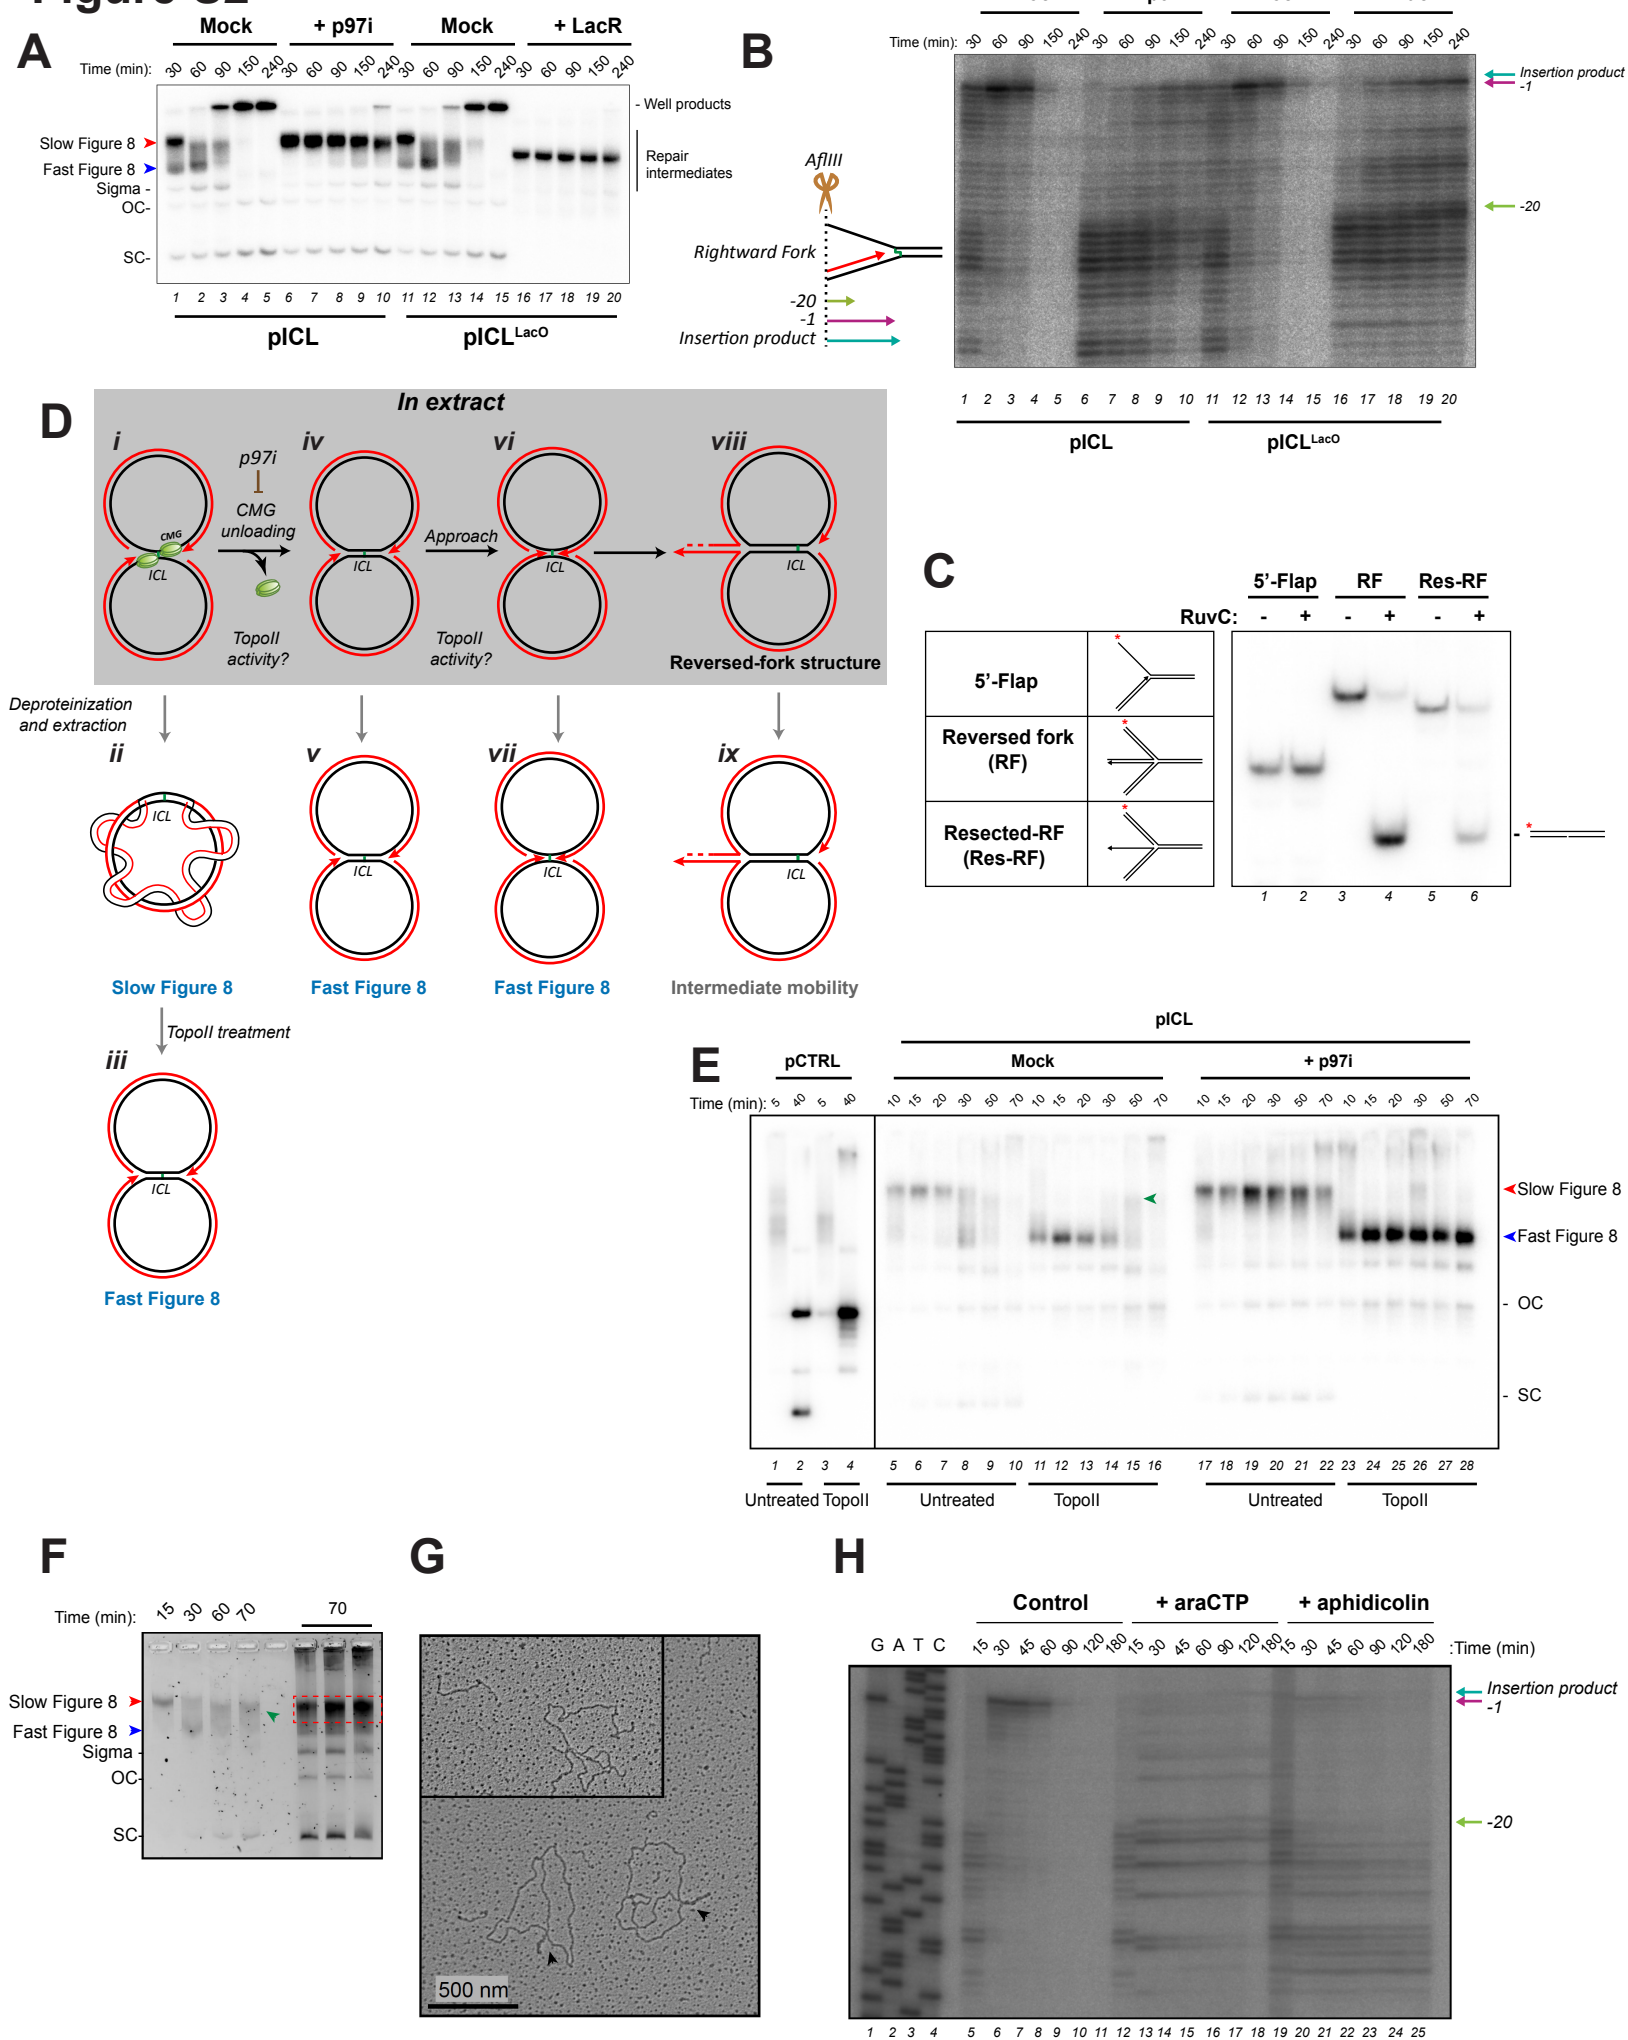 A
Mock
+ p97i
Mock
+ LacR
Time (min):
30 60 90 150 240 30 60 90 150 240 30 60 90 150 240 30 60 90 150 240
- Well products
Slow Figure 8
Fast Figure 8
Sigma -
OC-
SC-
Repair
intermediates
1 2 3 4 5 6 7 8 9 10 11 12 13 14 15 16 17 18 19 20
pICL
pICL^LacO
B
Time (min):
30 60 90 150 240 30 60 90 150 240 30 60 90 150 240 30 60 90 150 240
Insertion product
-1
-20
AflIII
Rightward Fork
-20
-1
Insertion product
1 2 3 4 5 6 7 8 9 10 11 12 13 14 15 16 17 18 19 20
pICL
pICL^LacO
D
In extract
i
iv
vi
viii
p97i
CMG
unloading
Approach
CMG
ICL
ICL
ICL
ICL
TopoII
activity?
TopoII
activity?
Reversed-fork structure
Deproteinization
and extraction
ii
v
vii
ix
ICL
ICL
ICL
ICL
Slow Figure 8
Fast Figure 8
Fast Figure 8
Intermediate mobility
TopoII treatment
iii
ICL
Fast Figure 8
C
5'-Flap
RF
Res-RF
RuvC:
- + - + - +
5'-Flap
Reversed fork
(RF)
Resected-RF
(Res-RF)
1 2 3 4 5 6
E
pICL
pCTRL
Mock
+ p97i
Time (min):
5 40 5 40 10 15 20 30 50 70 10 15 20 30 50 70 10 15 20 30 50 70 10 15 20 30 50 70
Slow Figure 8
Fast Figure 8
- OC
- SC
1 2 3 4 5 6 7 8 9 10 11 12 13 14 15 16 17 18 19 20 21 22 23 24 25 26 27 28
Untreated TopoII Untreated TopoII Untreated TopoII
F
Time (min):
15 30 60 70 70
Slow Figure 8
Fast Figure 8
Sigma -
OC-
SC-
G
500 nm
H
Control
+ araCTP
+ aphidicolin
G A T C
15 30 45 60 90 120 180 15 30 45 60 90 120 180 15 30 45 60 90 120 180
:Time (min)
Insertion product
-1
-20
1 2 3 4 5 6 7 8 9 10 11 12 13 14 15 16 17 18 19 20 21 22 23 24 25